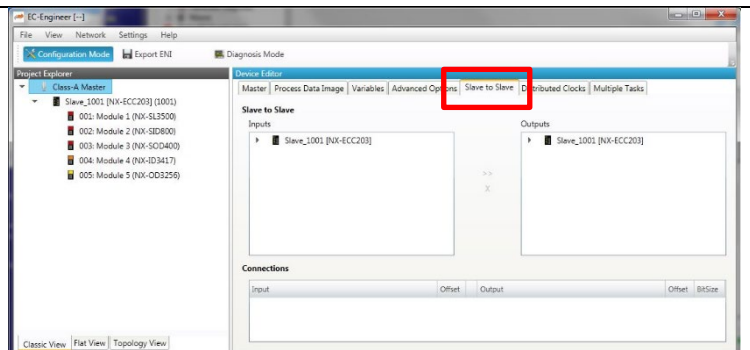 EC-Engineer [--]
File View Network Settings Help
Configuration Mode Export ENI Diagnosis Mode
Project Explorer
Class-A Master
Slave_1001 [NX-ECC203] (1001)
001: Module 1 (NX-SL3500)
002: Module 2 (NX-SID800)
003: Module 3 (NX-SOD400)
004: Module 4 (NX-ID3417)
005: Module 5 (NX-OD3256)
Classic View Flat View Topology View
Device Editor
Master Process Data Image Variables Advanced Options Slave to Slave Distributed Clocks Multiple Tasks
Slave to Slave
Inputs Outputs
Slave_1001 [NX-ECC203] Slave_1001 [NX-ECC203]
>>
X
Connections
Input Offset Output Offset BitSize